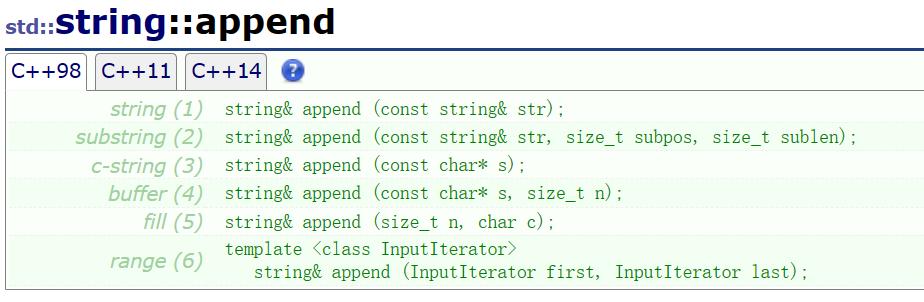 std::string::append
C++98 C++11 C++14 ?
string (1) string& append (const string& str);
substring (2) string& append (const string& str, size_t subpos, size_t sublen);
c-string (3) string& append (const char* s);
buffer (4) string& append (const char* s, size_t n);
fill (5) string& append (size_t n, char c);
range (6) template <class InputIterator>
string& append (InputIterator first, InputIterator last);